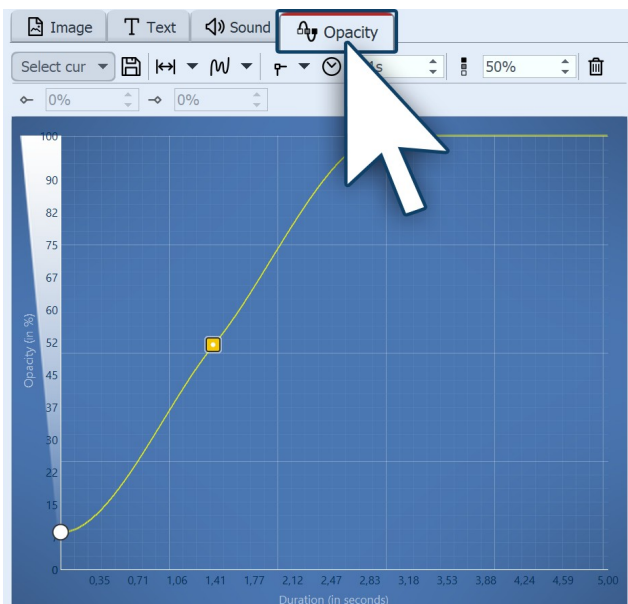 Image
Text
Sound
Opacity
Select cur
50%
0%
0%
100
90
82
75
67
60
52
45
37
30
22
15
0
Opacity (in %)
0,35 0,71 1,06 1,41 1,77 2,12 2,47 2,83 3,18 3,53 3,88 4,24 4,59 5,00
Duration (in seconds)